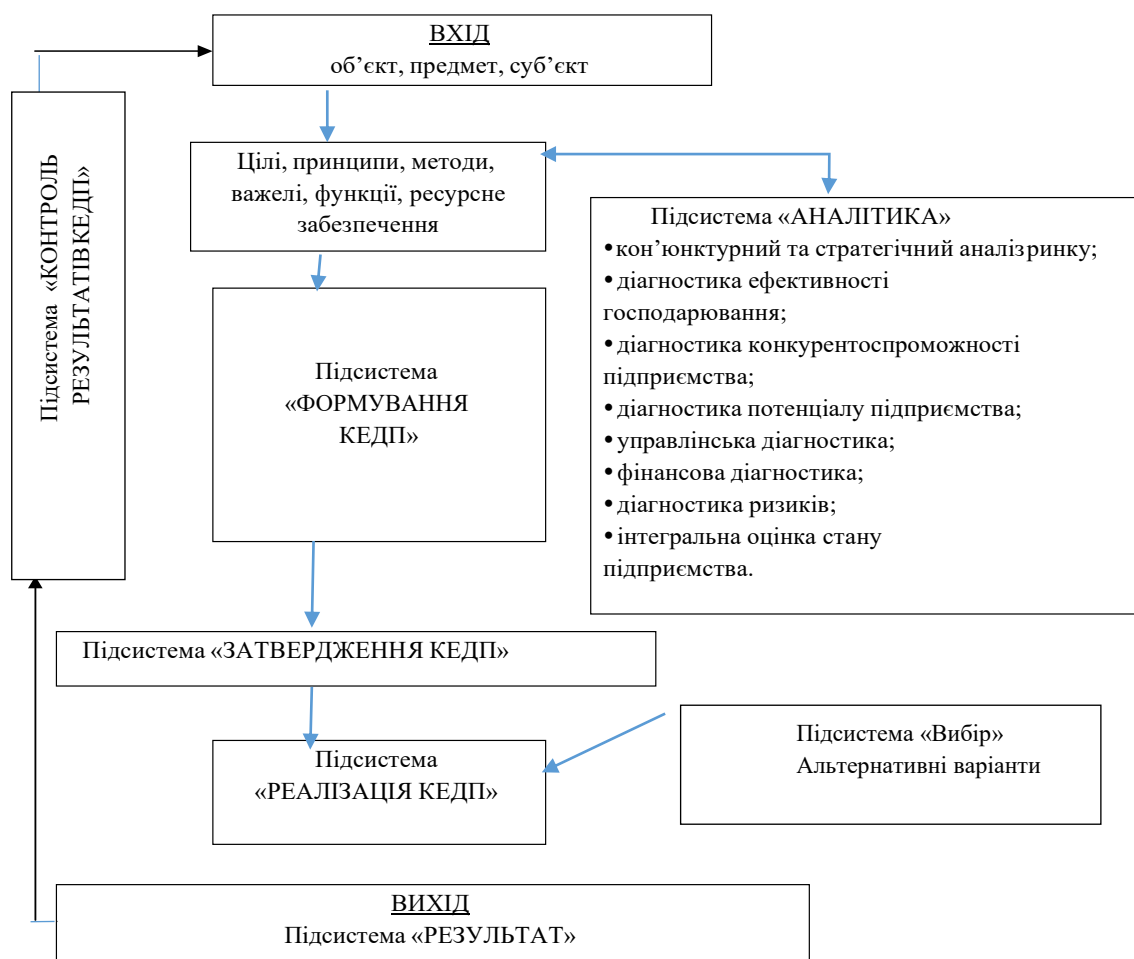 ВХІД
об’єкт, предмет, суб’єкт
Підсистема «КОНТРОЛЬ
РЕЗУЛЬТАТІВКЕДП»
Цілі, принципи, методи,
важелі, функції, ресурсне
забезпечення
Підсистема «АНАЛІТИКА»
•кон’юнктурний та стратегічний аналізринку;
•діагностика ефективності
господарювання;
•діагностика конкурентоспроможності
підприємства;
•діагностика потенціалу підприємства;
•управлінська діагностика;
•фінансова діагностика;
•діагностика ризиків;
•інтегральна оцінка стану
підприємства.
Підсистема
«ФОРМУВАННЯ
КЕДП»
Підсистема «ЗАТВЕРДЖЕННЯ КЕДП»
Підсистема
«РЕАЛІЗАЦІЯ КЕДП»
Підсистема «Вибір»
Альтернативні варіанти
ВИХІД
Підсистема «РЕЗУЛЬТАТ»